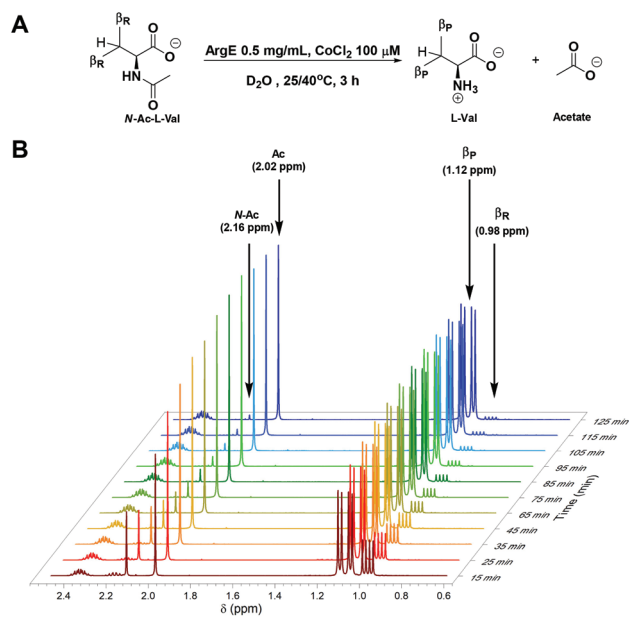 A
βR
H
βR
O
O
⊖
HN
O
N-Ac-L-Val
ArgE 0.5 mg/mL, CoCl2 100 μM
D2O , 25/40°C, 3 h
βP
H
βP
O
O
⊖
NH3
⊕
L-Val
+
O
O
⊖
Acetate
B
Ac
(2.02 ppm)
N-Ac
(2.16 ppm)
βP
(1.12 ppm)
βR
(0.98 ppm)
125 min
115 min
105 min
95 min
85 min
75 min
65 min
45 min
35 min
25 min
15 min
Time (min)
2.4 2.2 2.0 1.8 1.6 1.4 1.2 1.0 0.8 0.6
δ (ppm)